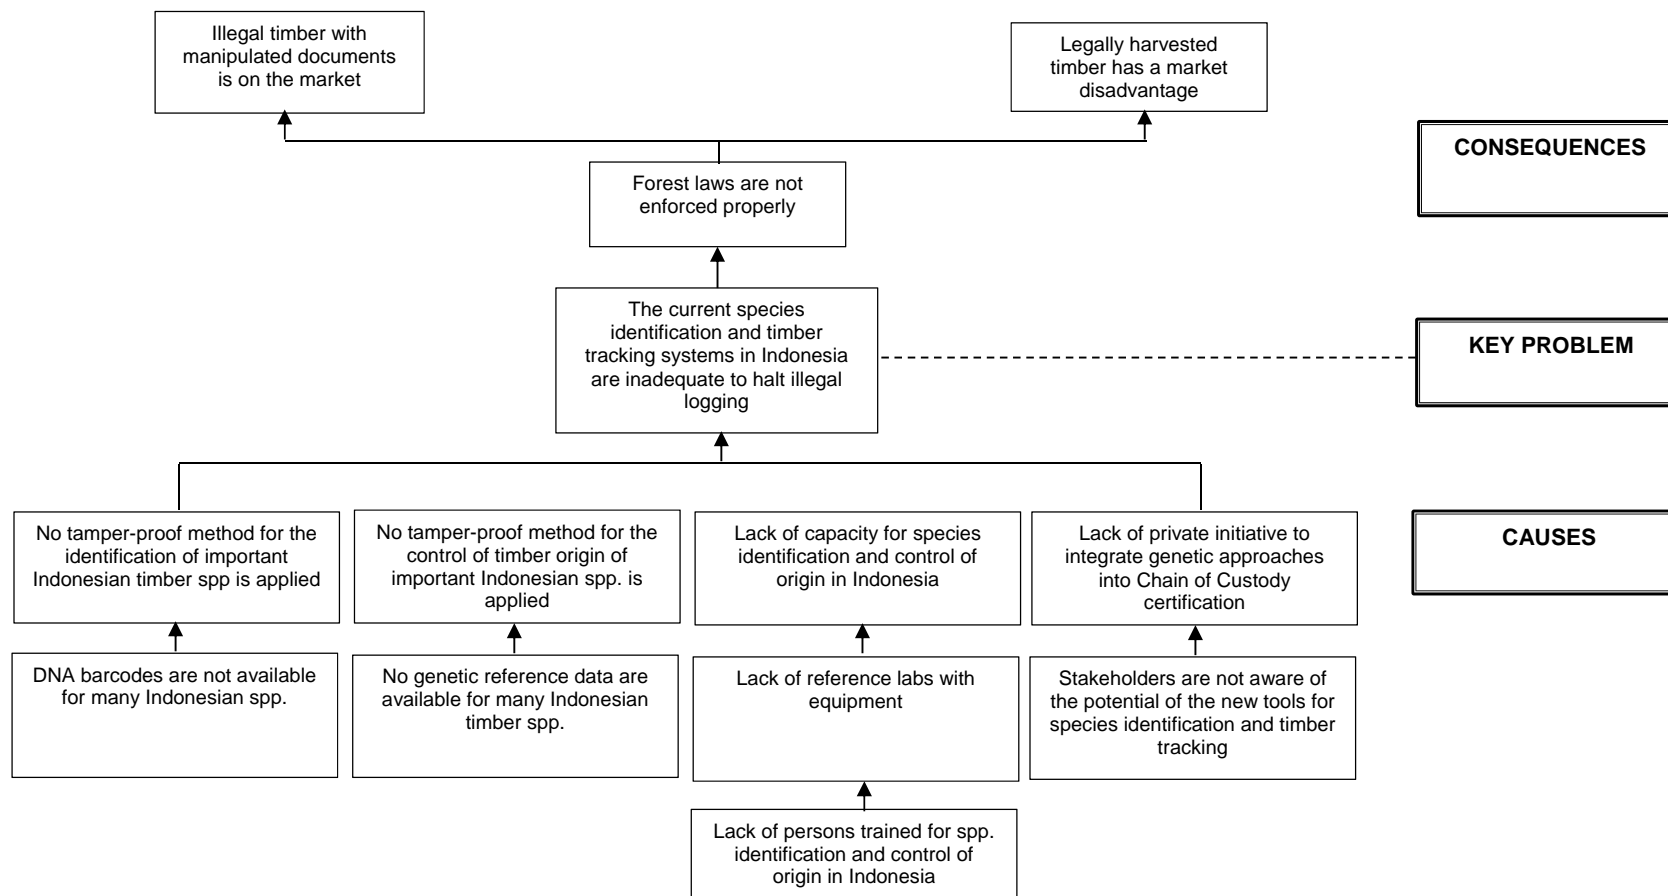 Illegal timber with
manipulated documents
is on the market
Legally harvested
timber has a market
disadvantage
CONSEQUENCES
Forest laws are not
enforced properly
The current species
identification and timber
tracking systems in Indonesia
are inadequate to halt illegal
logging
KEY PROBLEM
No tamper-proof method for the
identification of important
Indonesian timber spp is applied
No tamper-proof method for the
control of timber origin of
important Indonesian spp. is
applied
Lack of capacity for species
identification and control of
origin in Indonesia
Lack of private initiative to
integrate genetic approaches
into Chain of Custody
certification
CAUSES
DNA barcodes are not available
for many Indonesian spp.
No genetic reference data are
available for many Indonesian
timber spp.
Lack of reference labs with
equipment
Stakeholders are not aware of
the potential of the new tools for
species identification and timber
tracking
Lack of persons trained for spp.
identification and control of
origin in Indonesia